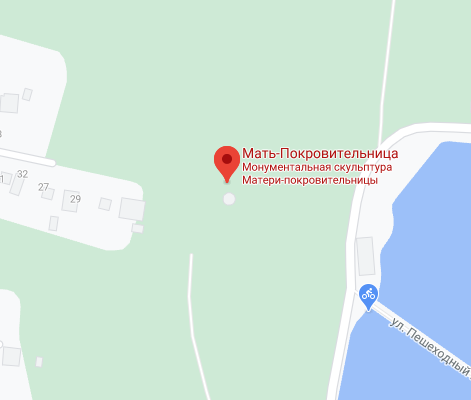 Мать-Покровительница
Монументальная скульптура
Матери-покровительницы
32
27
29
ул. Пешеходный